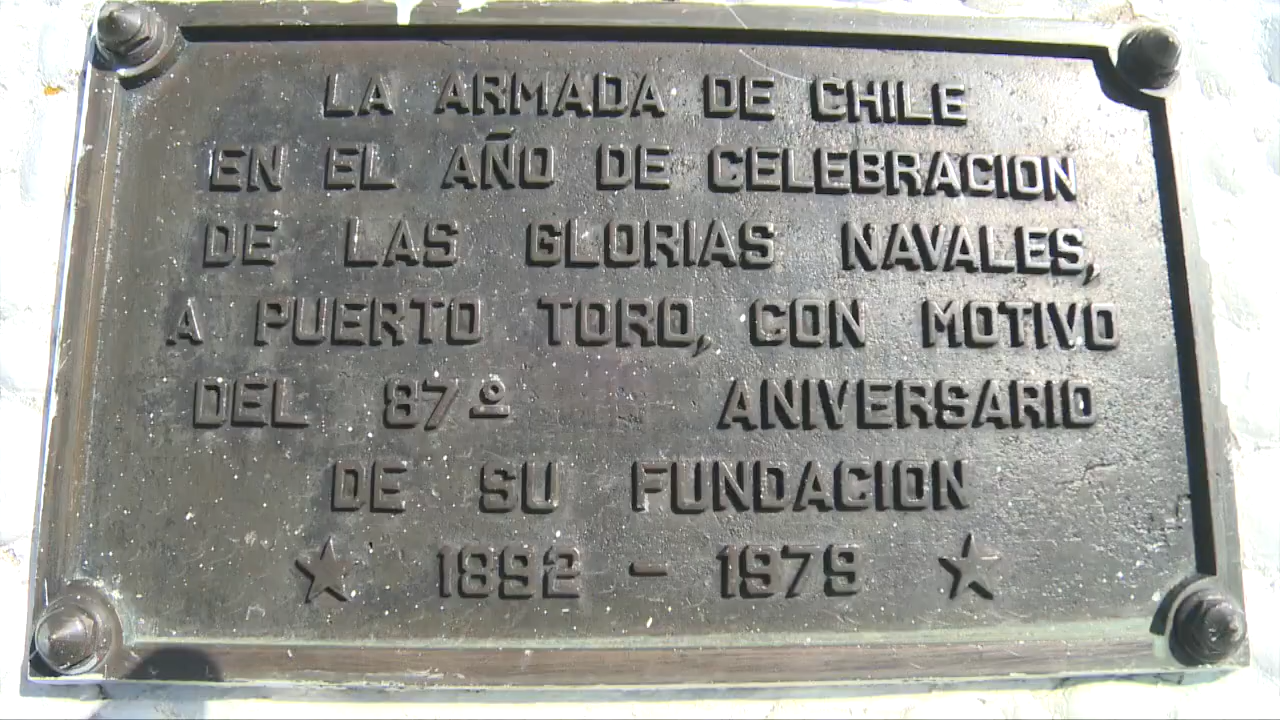 LA ARMADA DE CHILE
EN EL AÑO DE CELEBRACION
DE LAS GLORIAS NAVALES,
A PUERTO TORO, CON MOTIVO
DEL 87º ANIVERSARIO
DE SU FUNDACION
★ 1892 - 1979 ★